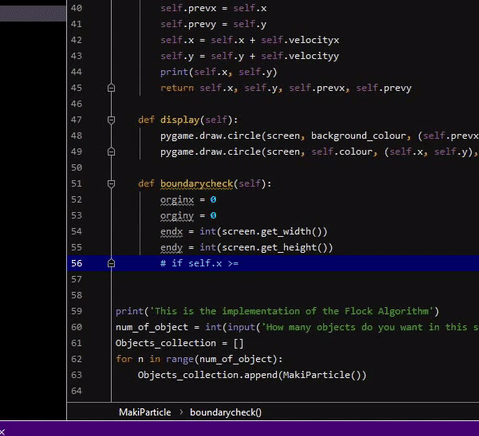 40 self.prevx = self.x
41 self.prevy = self.y
42 self.x = self.x + self.velocityx
43 self.y = self.y + self.velocityy
44 print(self.x, self.y)
45 return self.x, self.y, self.prevx, self.prevy
46
47 def display(self):
48 pygame.draw.circle(screen, background_colour, (self.prevx
49 pygame.draw.circle(screen, self.colour, (self.x, self.y),
50
51 def boundarycheck(self):
52 orginx = 0
53 orginy = 0
54 endx = int(screen.get_width())
55 endy = int(screen.get_height())
56 # if self.x >=
57
58
59 print('This is the implementation of the Flock Algorithm')
60 num_of_object = int(input('How many objects do you want in this s
61 Objects_collection = []
62 for n in range(num_of_object):
63 Objects_collection.append(MakiParticle())
64
MakiParticle > boundarycheck()